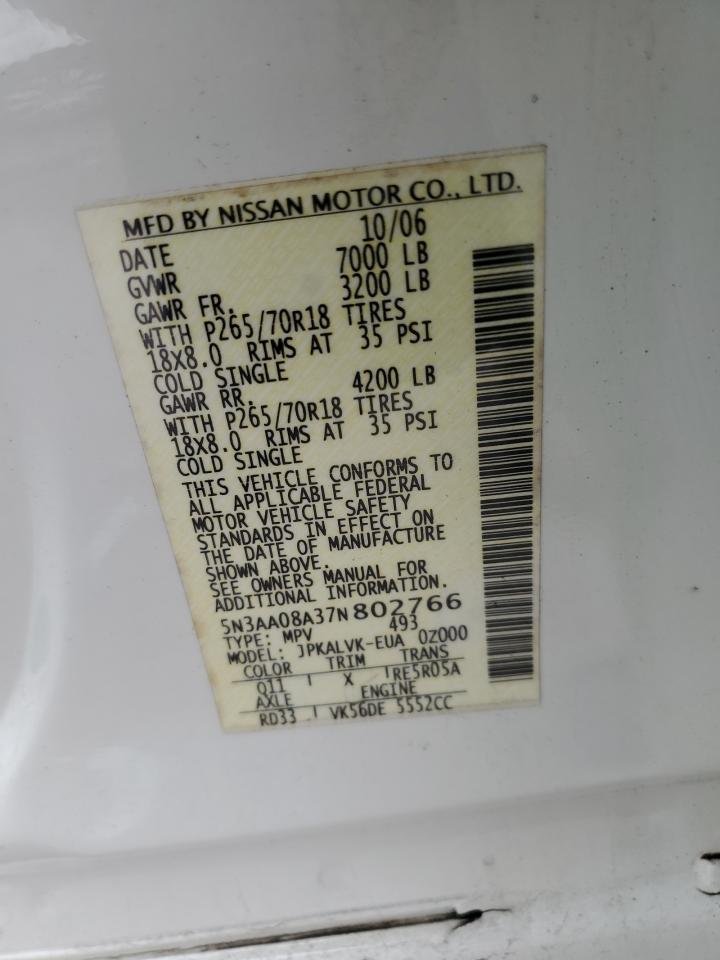 MFD BY NISSAN MOTOR CO., LTD.
DATE 10/06
GVWR 7000 LB
GAWR FR. 3200 LB
WITH P265/70R18 TIRES
18X8.0 RIMS AT 35 PSI
COLD SINGLE
GAWR RR. 4200 LB
WITH P265/70R18 TIRES
18X8.0 RIMS AT 35 PSI
COLD SINGLE
THIS VEHICLE CONFORMS TO
ALL APPLICABLE FEDERAL
MOTOR VEHICLE SAFETY
STANDARDS IN EFFECT ON
THE DATE OF MANUFACTURE
SHOWN ABOVE.
SEE OWNERS MANUAL FOR
ADDITIONAL INFORMATION.
5N3AA08A37N802766
TYPE: MPV 493
MODEL: JPKALVK-EUA 0Z000
COLOR TRIM TRANS
Q11 X RE5R05A
AXLE ENGINE
RD33 VK56DE 5552CC